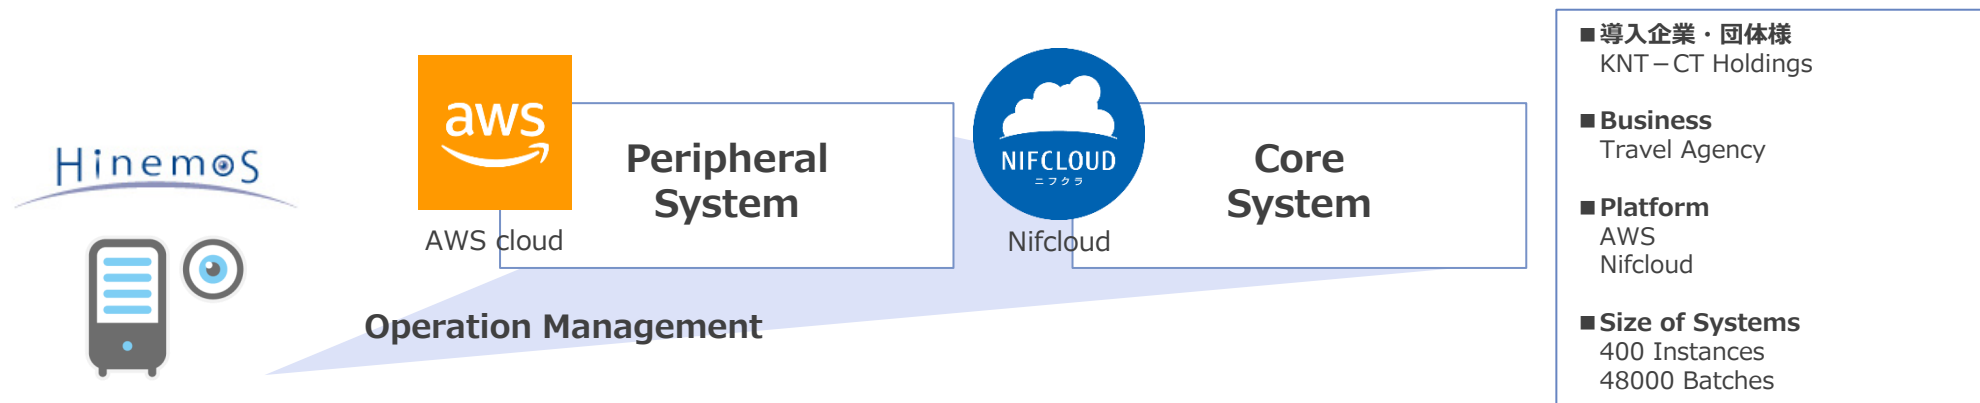 Hinemos
aws
AWS cloud
Peripheral
System
NIFCLOUD
ニフクラ
Nifcloud
Core
System
Operation Management
■導入企業・団体様
KNT－CT Holdings
■Business
Travel Agency
■Platform
AWS
Nifcloud
■Size of Systems
400 Instances
48000 Batches